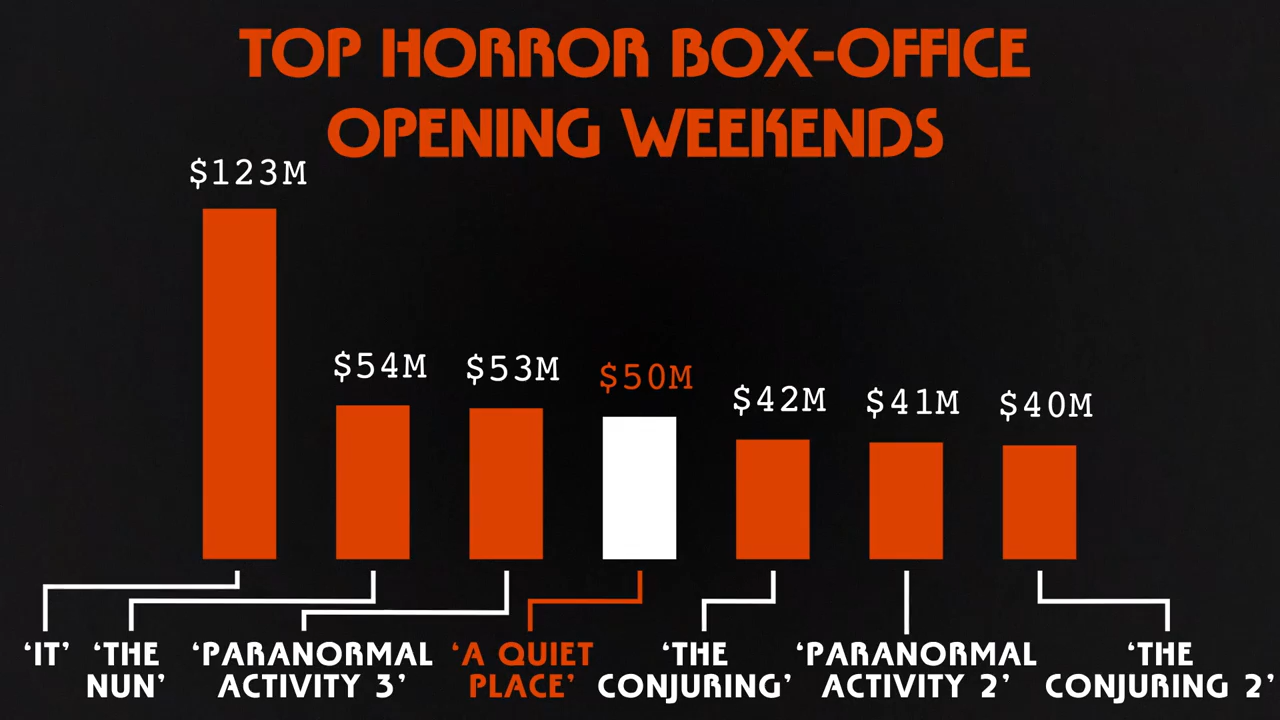 TOP HORROR BOX-OFFICE
OPENING WEEKENDS
$123M
$54M
$53M
$50M
$42M
$41M
$40M
‘IT’
‘THE
NUN’
‘PARANORMAL
ACTIVITY 3’
‘A QUIET
PLACE’
‘THE
CONJURING’
‘PARANORMAL
ACTIVITY 2’
‘THE
CONJURING 2’